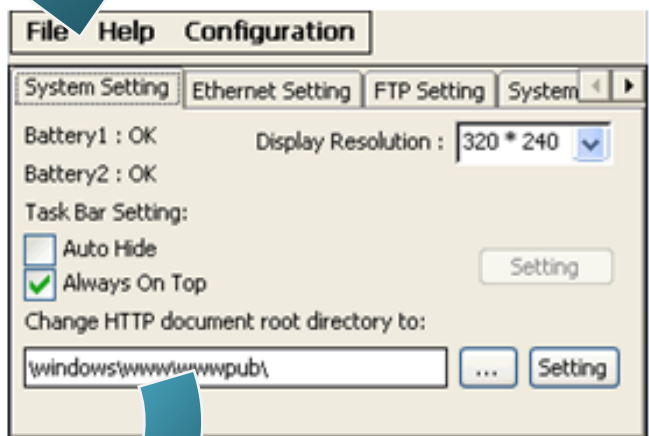 File Help Configuration
System Setting Ethernet Setting FTP Setting System
Battery1 : OK Display Resolution : 320 * 240
Battery2 : OK
Task Bar Setting:
Auto Hide
Setting
Always On Top
Change HTTP document root directory to:
\windows\www\wwwpub\ ... Setting